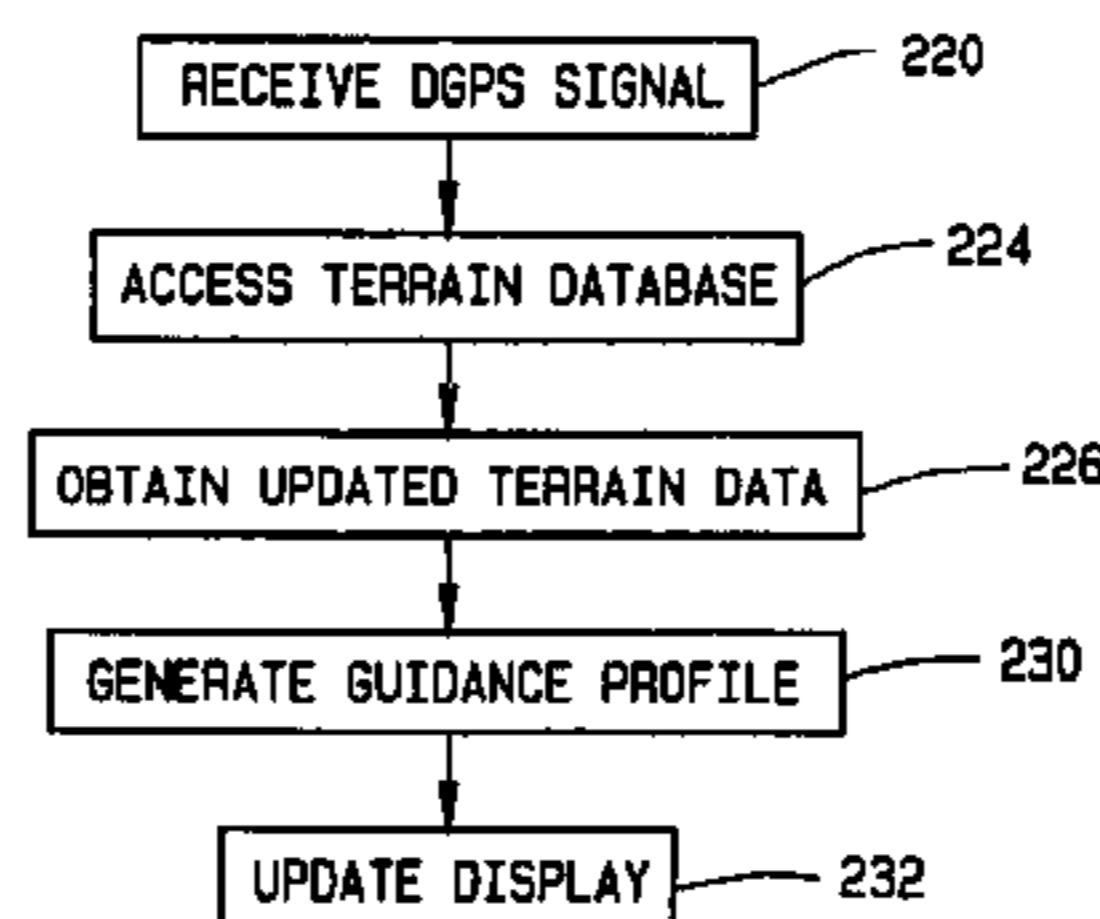 RECEIVE DGPS SIGNAL 220
ACCESS TERRAIN DATABASE 224
OBTAIN UPDATED TERRAIN DATA 226
GENERATE GUIDANCE PROFILE 230
UPDATE DISPLAY 232